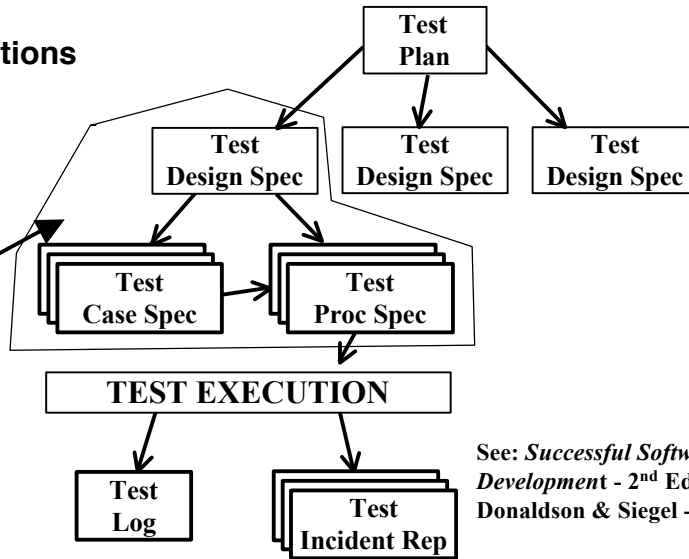 Test
Plan
tions
Test
Design Spec
Test
Design Spec
Test
Design Spec
Test
Case Spec
Test
Proc Spec
TEST EXECUTION
Test
Log
Test
Incident Rep
See: Successful Softw
Development - 2nd Ed
Donaldson & Siegel -